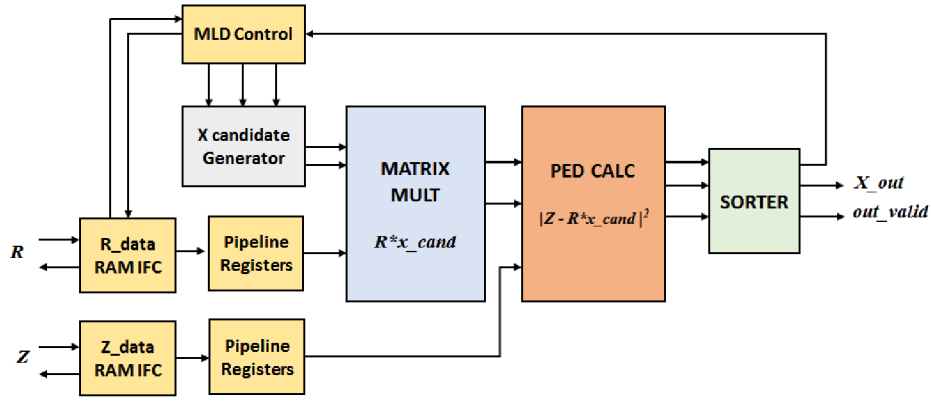 MLD Control
X candidate
Generator
MATRIX
MULT
R*x_cand
PED CALC
|Z - R*x_cand|²
SORTER
X_out
out_valid
R
R_data
RAM IFC
Pipeline
Registers
Z
Z_data
RAM IFC
Pipeline
Registers